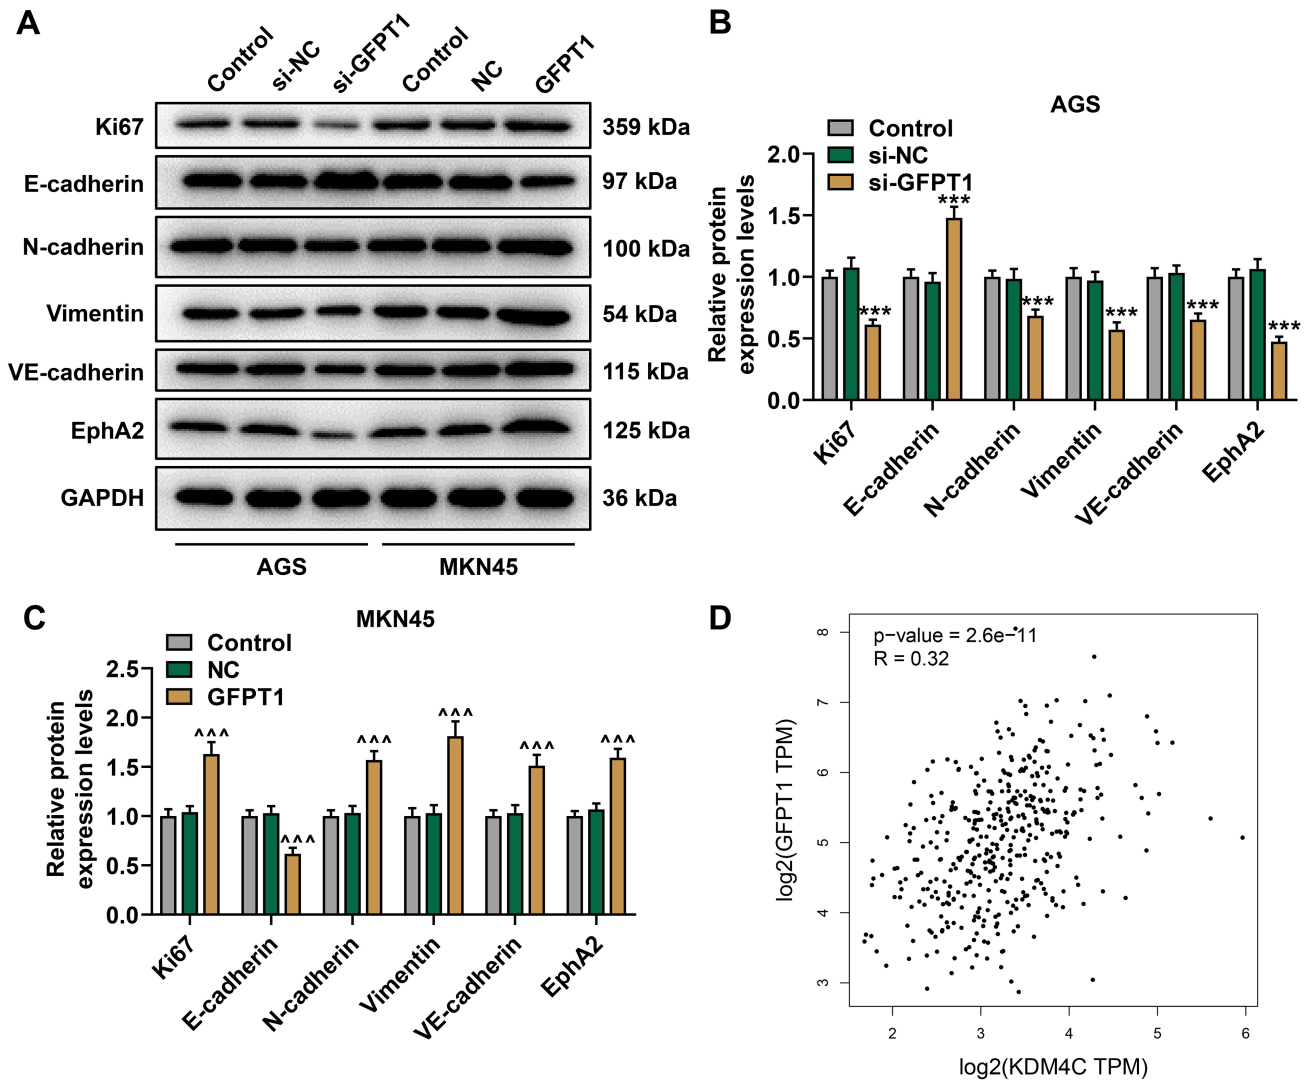 A
Control
si-NC
si-GFPT1
Control
NC
GFPT1
Ki67
359 kDa
E-cadherin
97 kDa
N-cadherin
100 kDa
Vimentin
54 kDa
VE-cadherin
115 kDa
EphA2
125 kDa
GAPDH
36 kDa
AGS
MKN45
B
AGS
Control
si-NC
si-GFPT1
Relative protein
expression levels
2.0
1.5
1.0
0.5
0.0
***
***
***
***
***
***
Ki67
E-cadherin
N-cadherin
Vimentin
VE-cadherin
EphA2
C
MKN45
Control
NC
GFPT1
Relative protein
expression levels
2.5
2.0
1.5
1.0
0.5
0.0
^^^
^^^
^^^
^^^
^^^
^^^
Ki67
E-cadherin
N-cadherin
Vimentin
VE-cadherin
EphA2
D
p−value = 2.6e−11
R = 0.32
log2(GFPT1 TPM)
8
7
6
5
4
3
2
3
4
5
6
log2(KDM4C TPM)